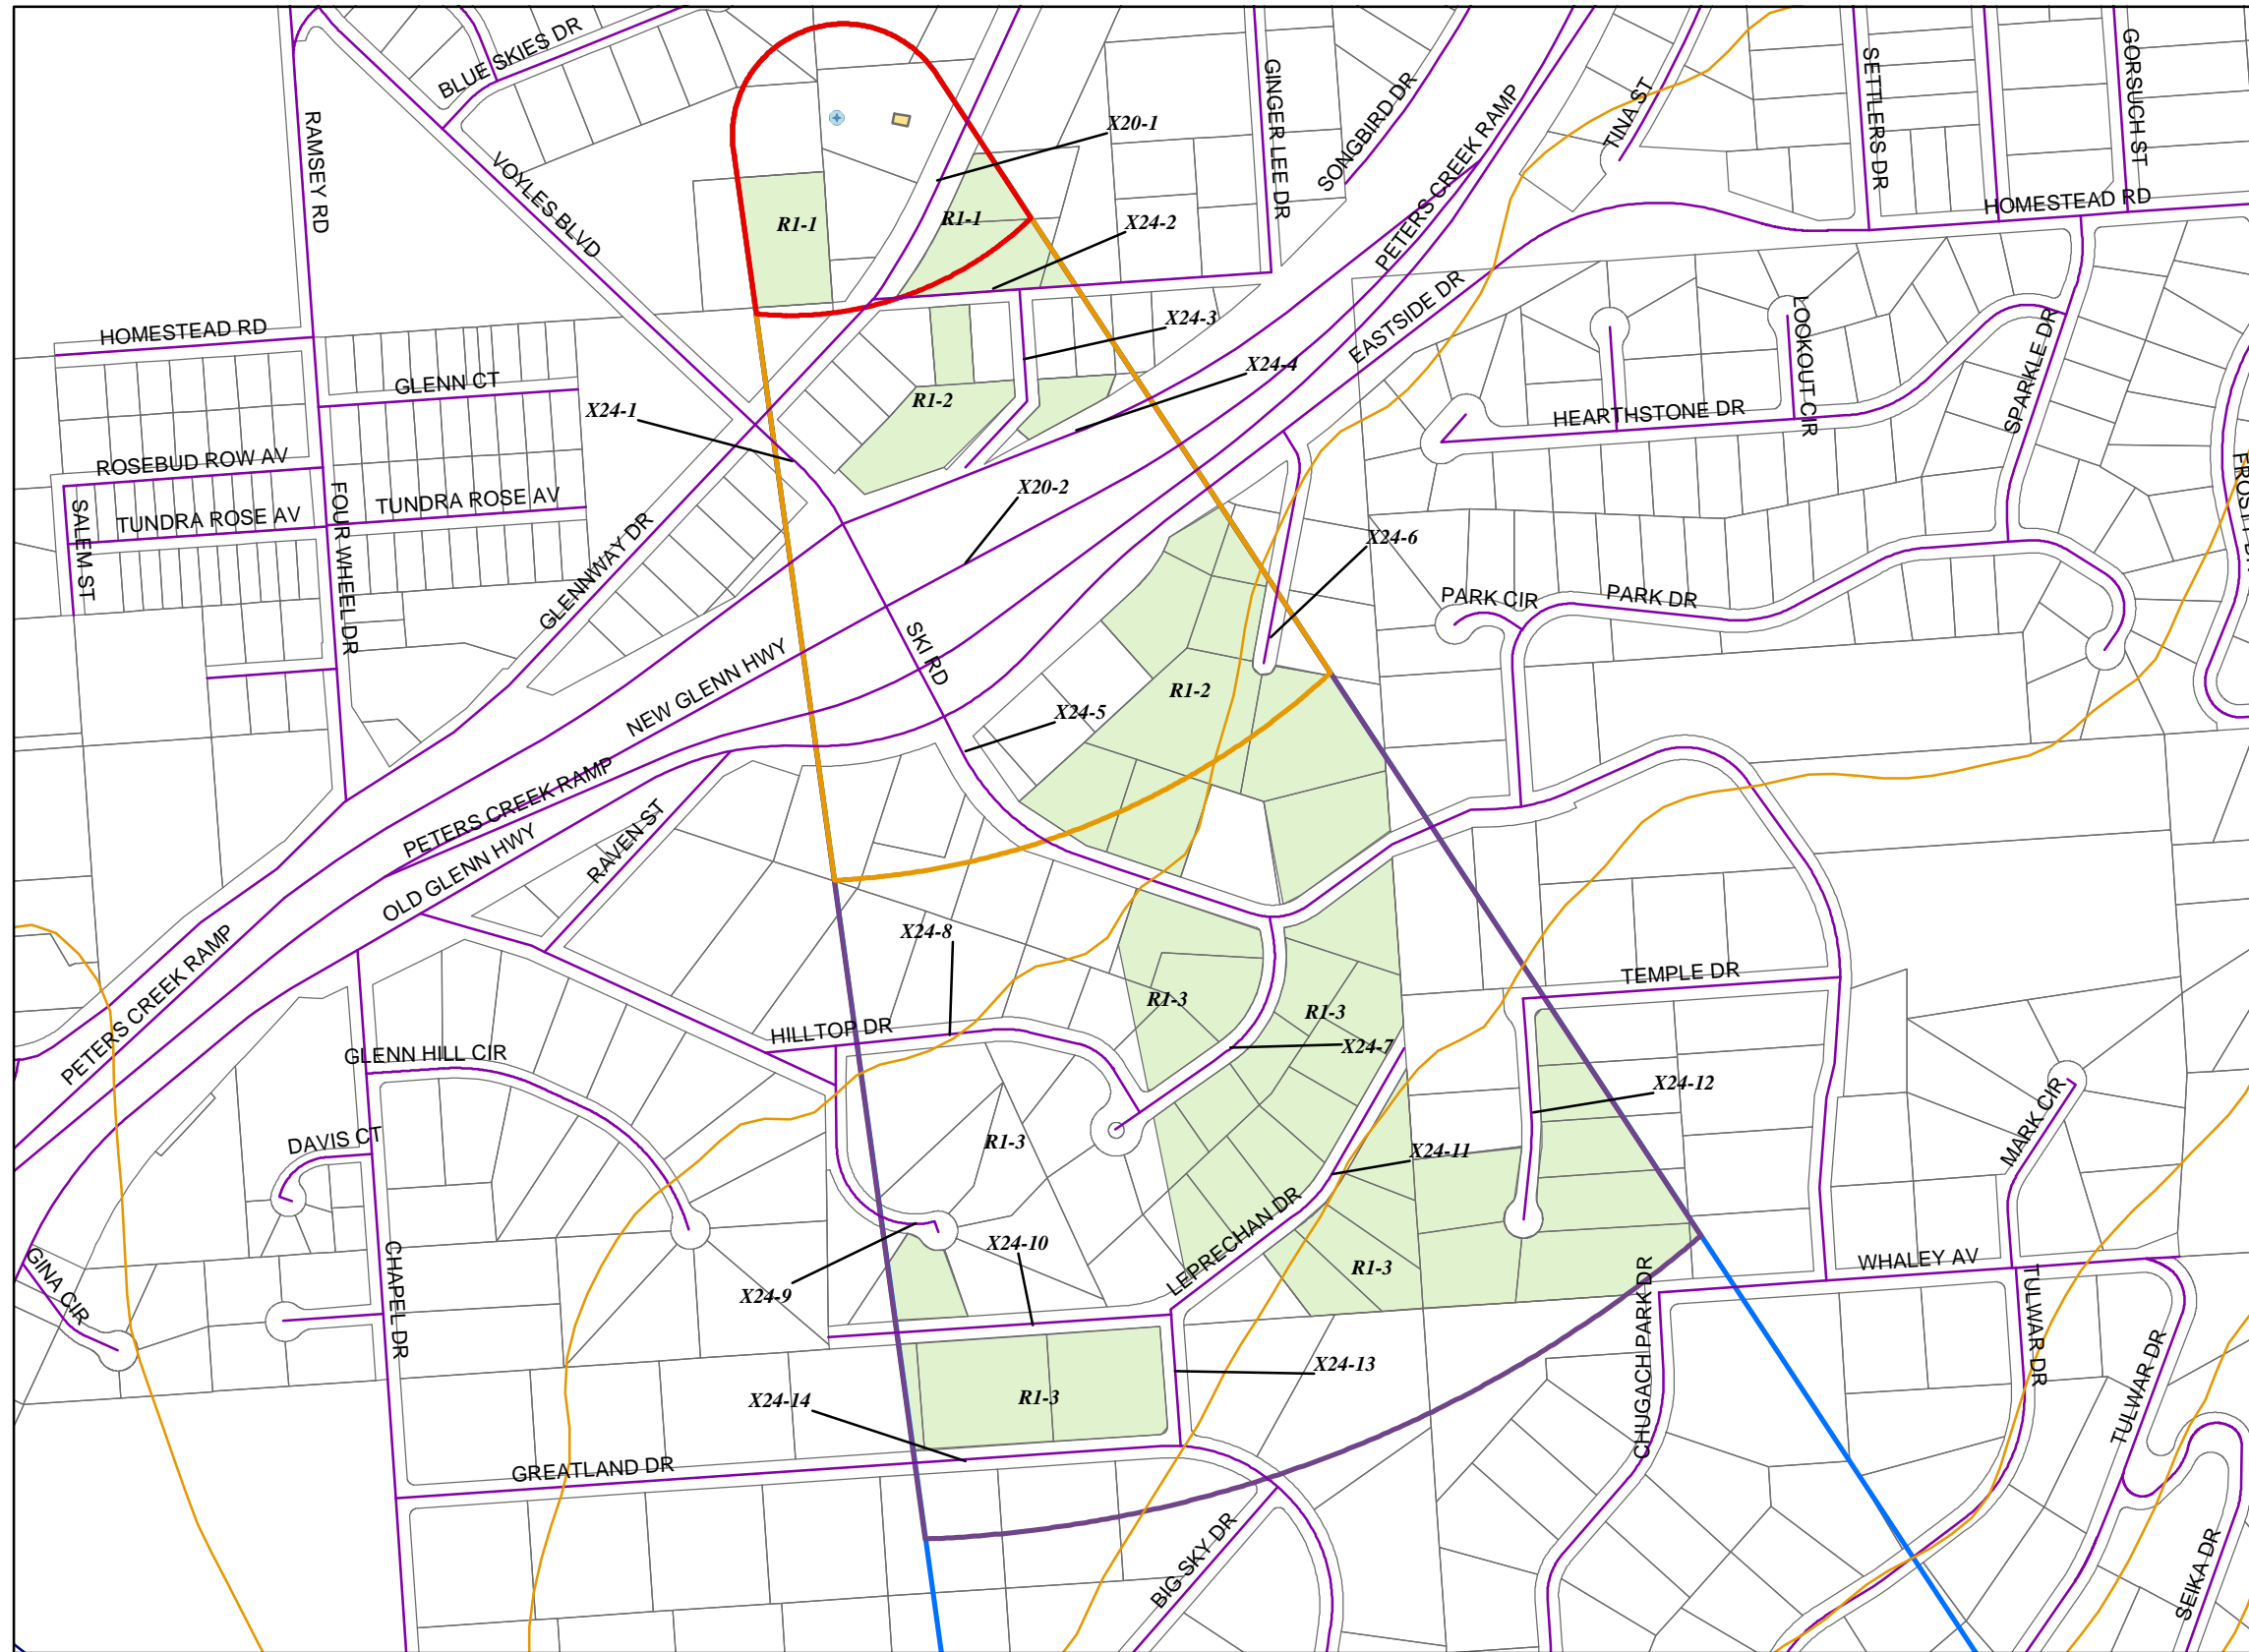 BLUE SKIES DR
RAMSEY RD
VOYLES BLVD
X20-1
GINGER LEE DR
SONGBIRD DR
PETERS CREEK RAMP
TINA ST
SETTLERS DR
GORSUCH ST
HOMESTEAD RD
R1-1
R1-1
X24-2
HOMESTEAD RD
X24-3
EASTSIDE DR
LOOKOUT CIR
SPARKLE DR
GLENN CT
X24-4
R1-2
X24-1
HEARTHSTONE DR
ROSEBUD ROW AV
TUNDRA ROSE AV
TUNDRA ROSE AV
SALEM ST
FOUR WHEEL DR
GLENNWAY DR
X20-2
X24-6
PARK CIR
PARK DR
SKI RD
NEW GLENN HWY
R1-2
X24-5
PETERS CREEK RAMP
OLD GLENN HWY
RAVEN ST
X24-8
PETERS CREEK RAMP
TEMPLE DR
R1-3
R1-3
HILLTOP DR
X24-7
GLENN HILL CIR
X24-12
MARK CIR
DAVIS CT
R1-3
X24-11
LEPRECHAN DR
X24-10
GINA CIR
CHAPEL DR
X24-9
R1-3
CHUGACH PARK DR
WHALEY AV
TULWAR DR
TULWAR DR
X24-13
X24-14
R1-3
GREATLAND DR
BIG SKY DR
SEIKA DR